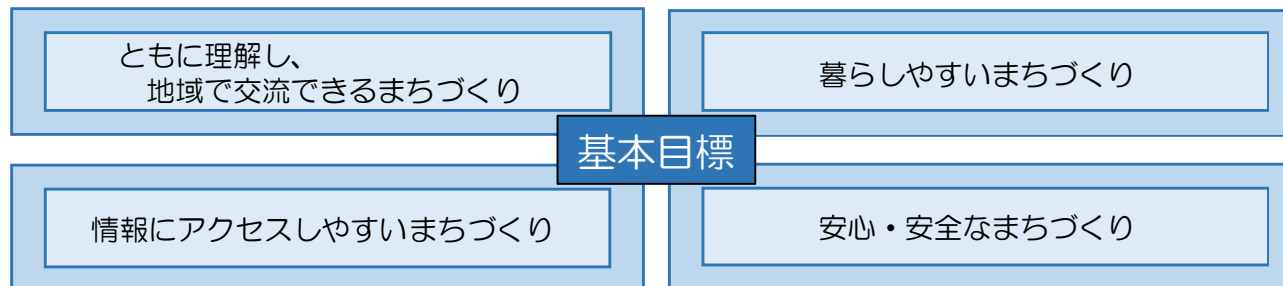 ともに理解し、
地域で交流できるまちづくり
暮らしやすいまちづくり
基本目標
情報にアクセスしやすいまちづくり
安心・安全なまちづくり